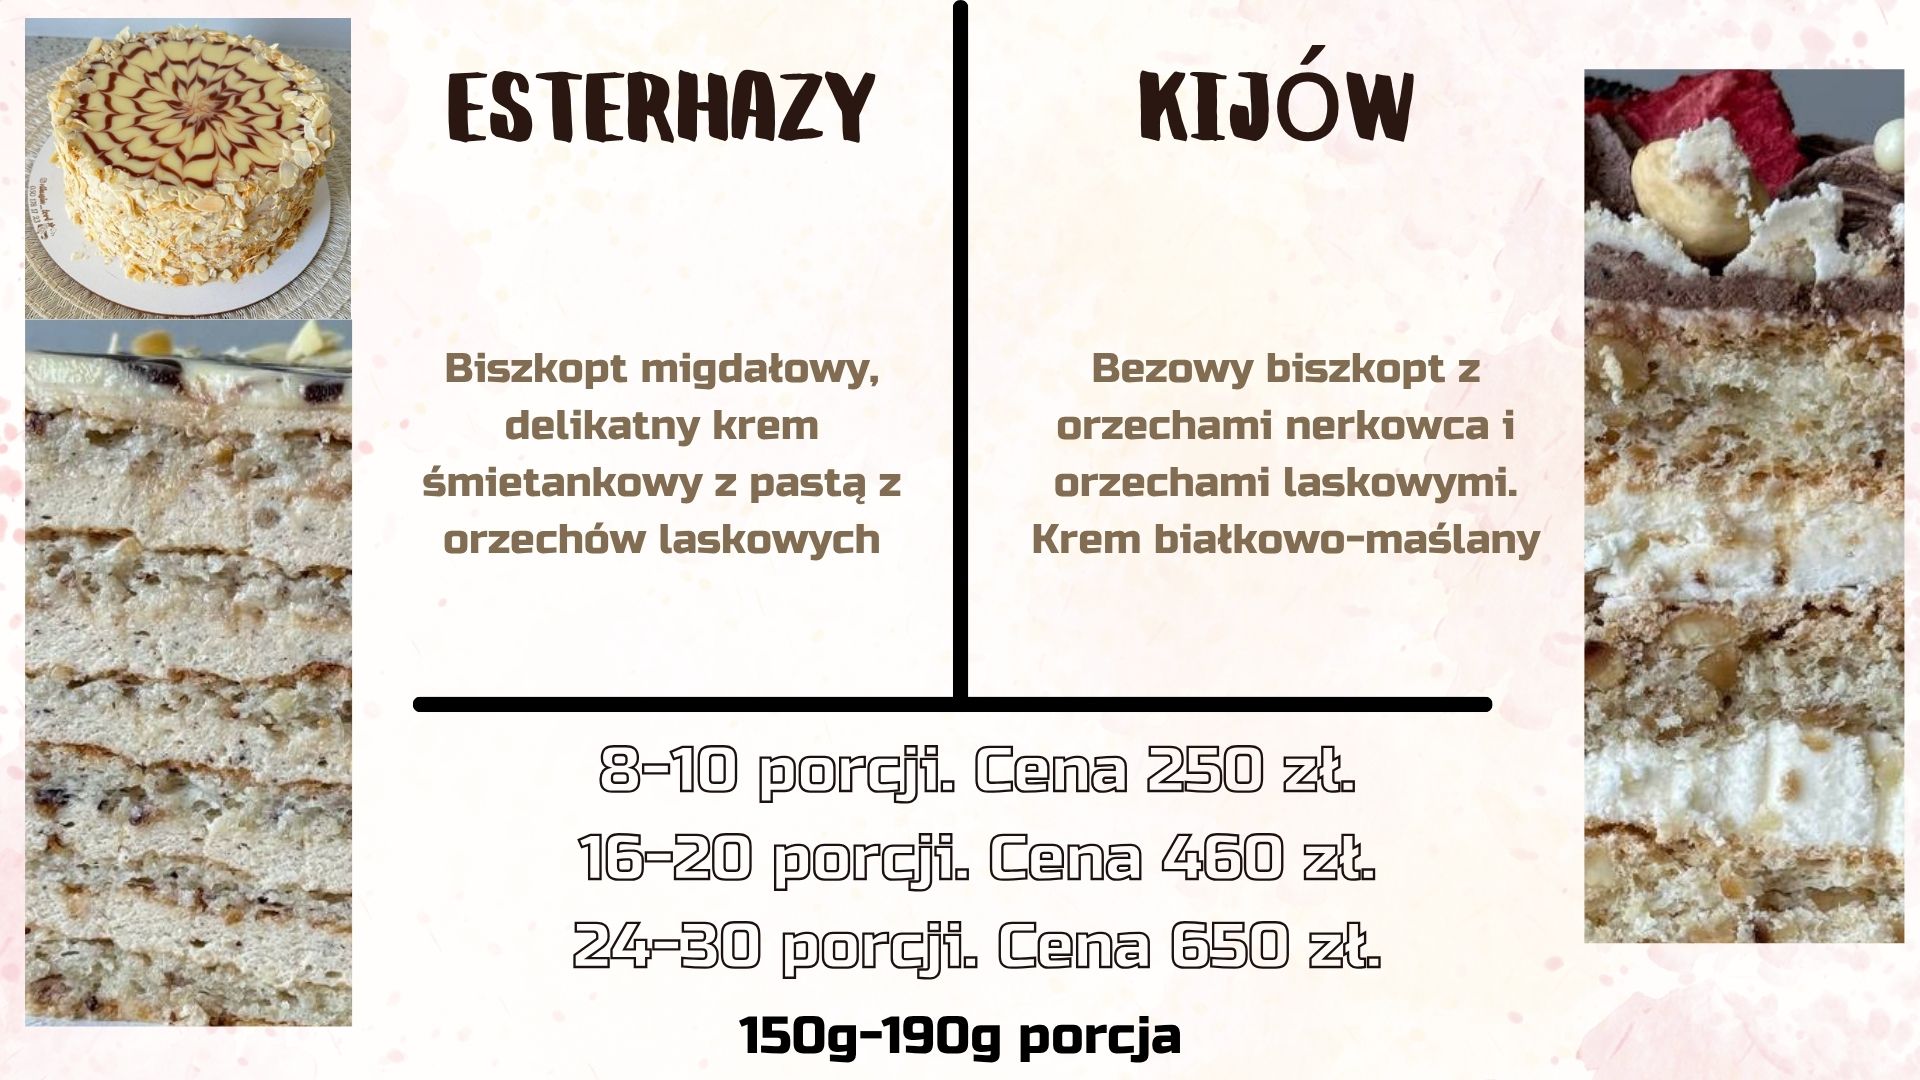 ESTERHAZY
Biszkopt migdałowy,
delikatny krem
śmietankowy z pastą z
orzechów laskowych
KIJÓW
Bezowy biszkopt z
orzechami nerkowca i
orzechami laskowymi.
Krem białkowo-maślany
8-10 porcji. Cena 250 zł.
16-20 porcji. Cena 460 zł.
24-30 porcji. Cena 650 zł.
150g-190g porcja